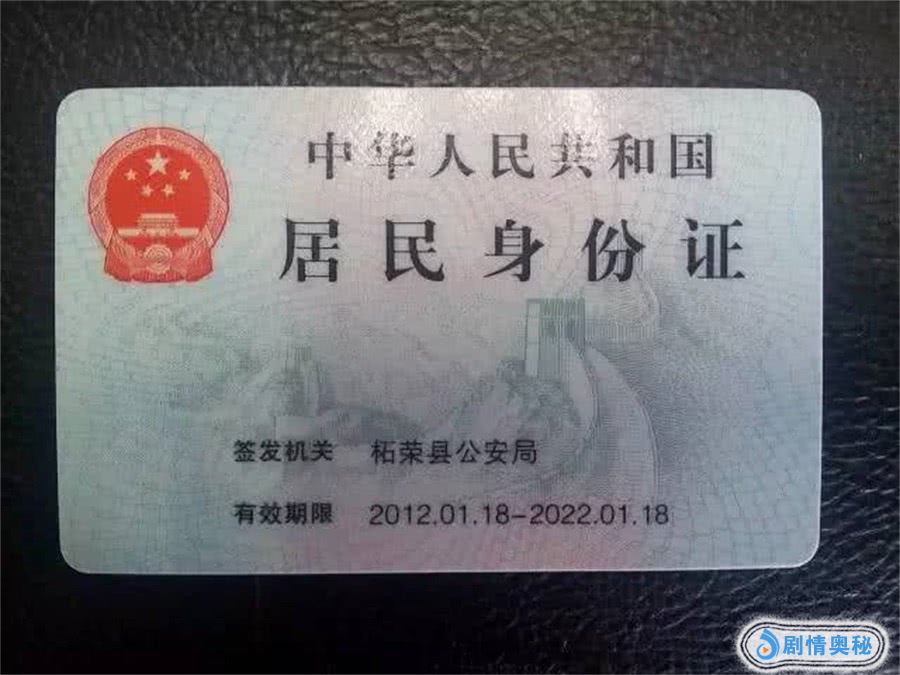 中华人民共和国
居民身份证
签发机关 柘荣县公安局
有效期限 2012.01.18-2022.01.18
剧情奥秘